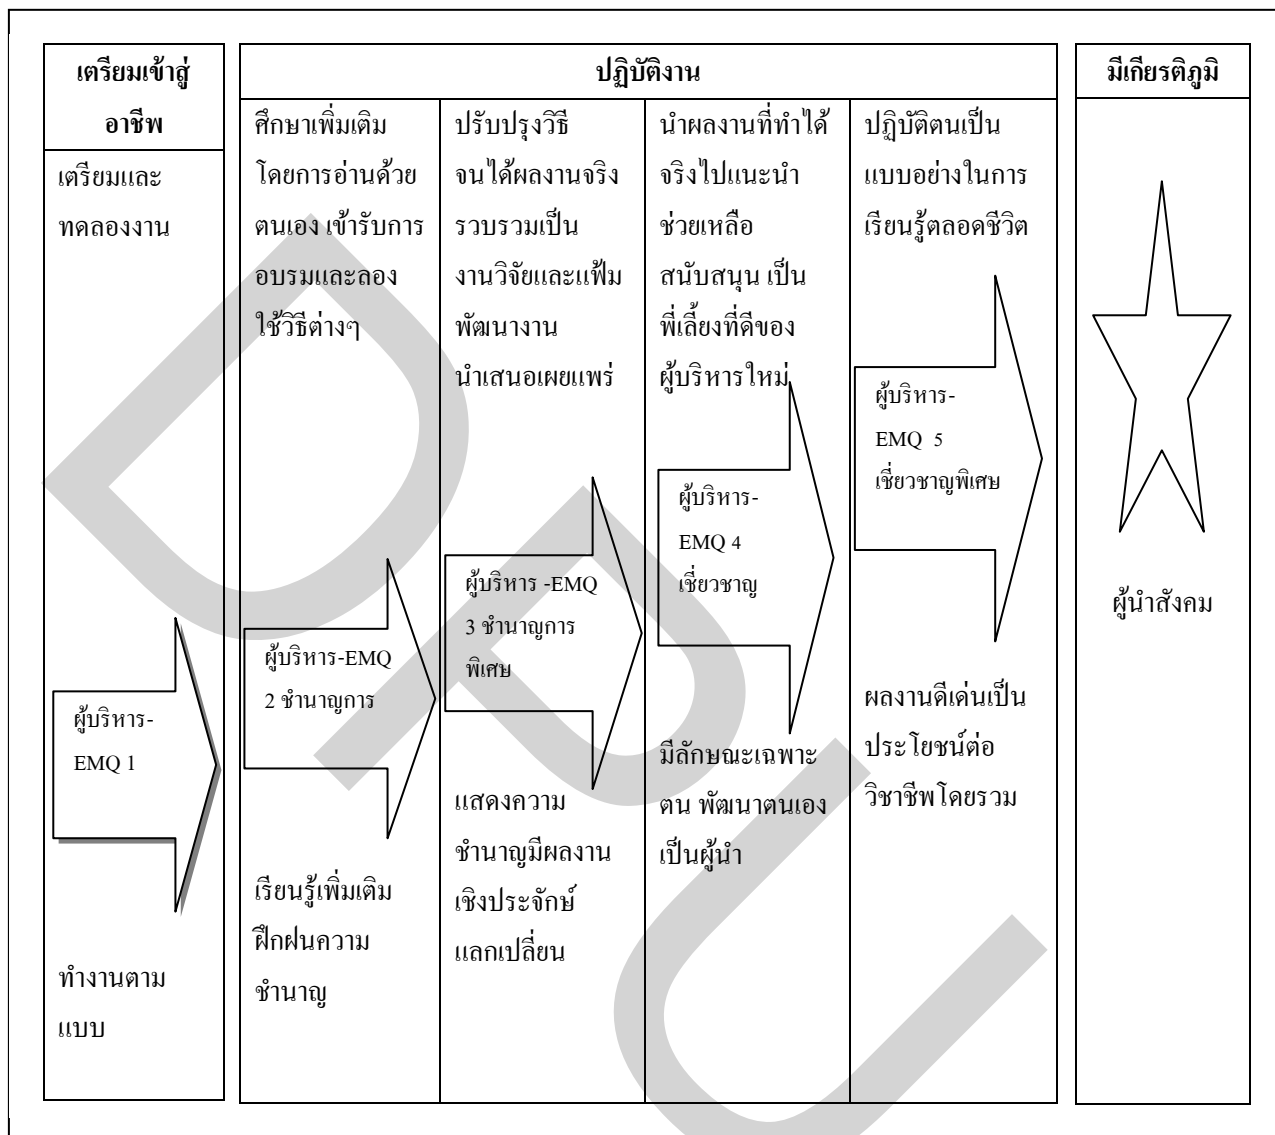 เตรียมเข้าสู่
อาชีพ
เตรียมและ
ทดลองงาน
ผู้บริหาร-
EMQ 1
ทำงานตาม
แบบ
ปฏิบัติงาน
ศึกษาเพิ่มเติม
โดยการอ่านด้วย
ตนเอง เข้ารับการ
อบรมและลอง
ใช้วิธีต่างๆ
ผู้บริหาร-EMQ
2 ชำนาญการ
เรียนรู้เพิ่มเติม
ฝึกฝนความ
ชำนาญ
ปรับปรุงวิธี
จนได้ผลงานจริง
รวบรวมเป็น
งานวิจัยและแฟ้ม
พัฒนางาน
นำเสนอเผยแพร่
ผู้บริหาร -EMQ
3 ชำนาญการ
พิเศษ
แสดงความ
ชำนาญมีผลงาน
เชิงประจักษ์
แลกเปลี่ยน
นำผลงานที่ทำได้
จริงไปแนะนำ
ช่วยเหลือ
สนับสนุน เป็น
พี่เลี้ยงที่ดีของ
ผู้บริหารใหม่
ผู้บริหาร-
EMQ 4
เชี่ยวชาญ
มีลักษณะเฉพาะ
ตน พัฒนาตนเอง
เป็นผู้นำ
ปฏิบัติตนเป็น
แบบอย่างในการ
เรียนรู้ตลอดชีวิต
ผู้บริหาร-
EMQ 5
เชี่ยวชาญพิเศษ
ผลงานดีเด่นเป็น
ประโยชน์ต่อ
วิชาชีพโดยรวม
มีเกียรติภูมิ
ผู้นำสังคม
DPU